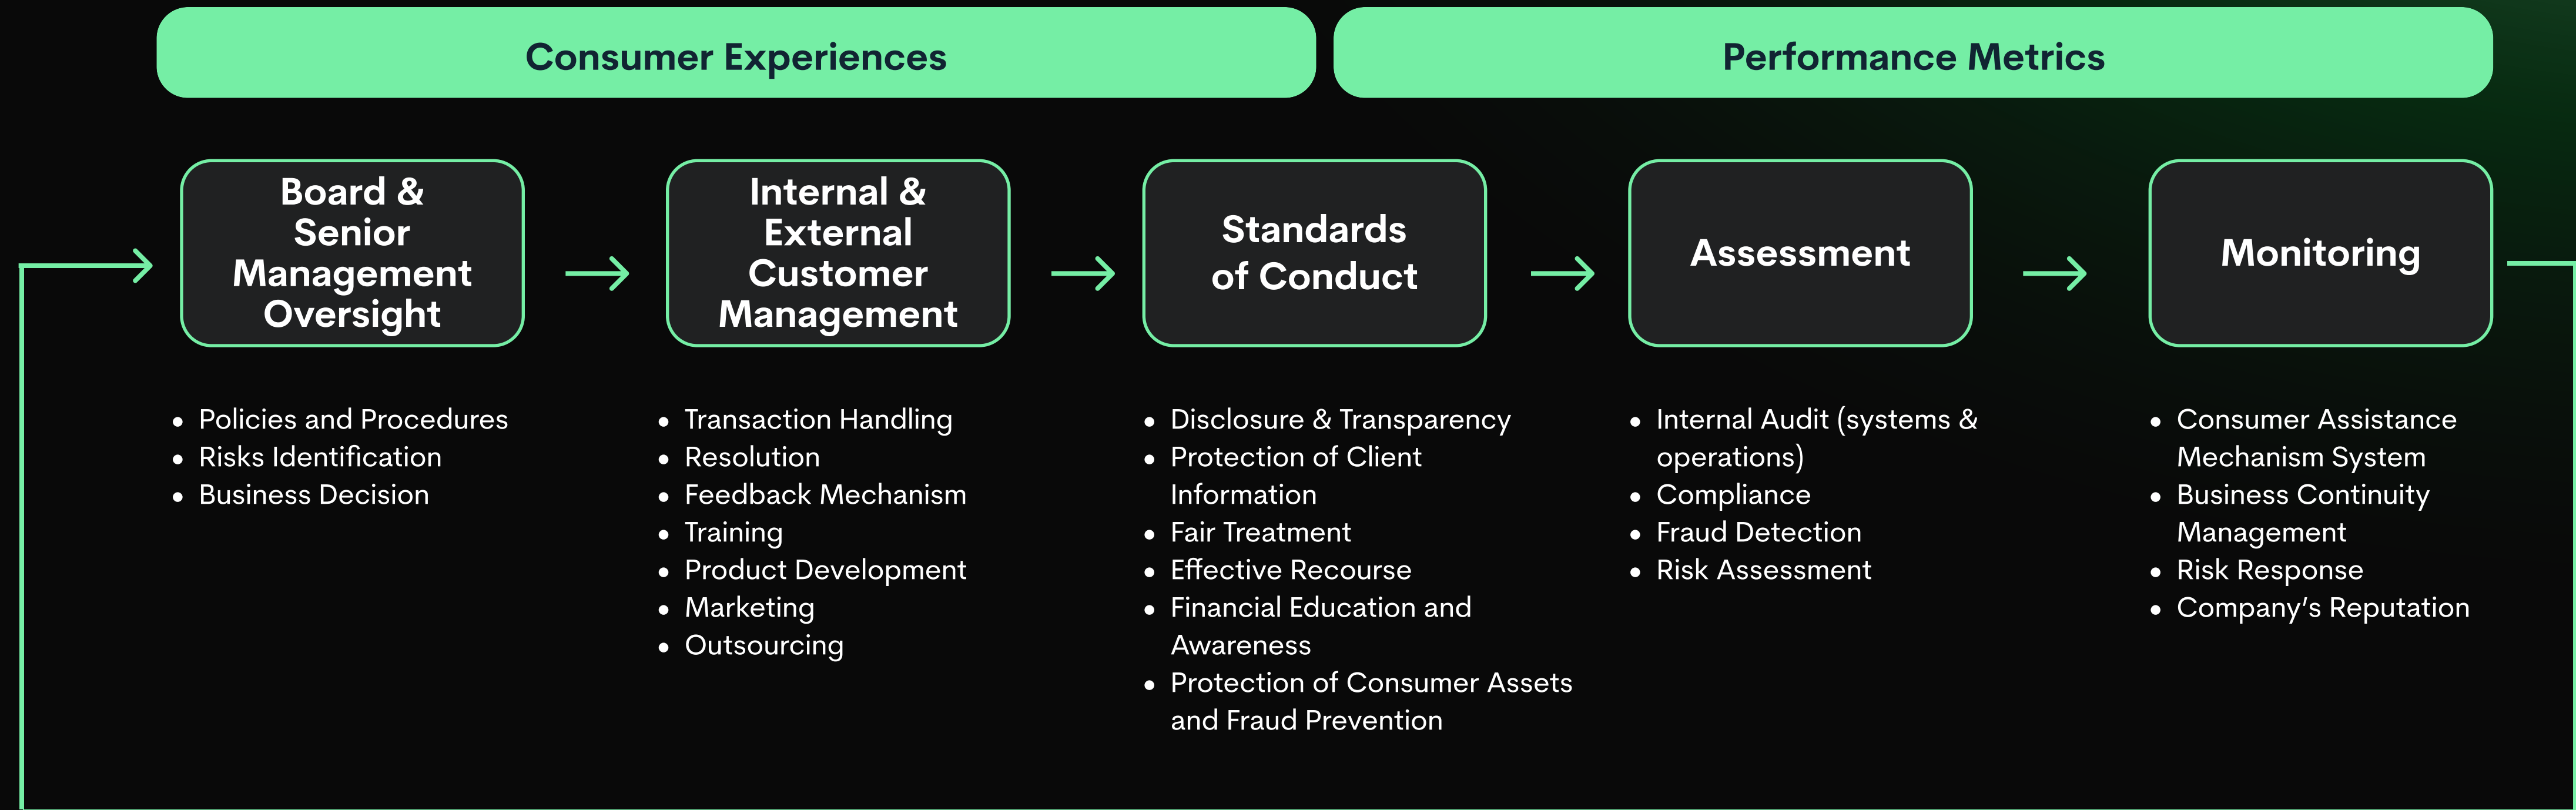 Consumer Experiences
Performance Metrics
Board &
Senior
Management
Oversight
Internal &
External
Customer
Management
Standards
of Conduct
Assessment
Monitoring
• Policies and Procedures
• Risks Identification
• Business Decision
• Transaction Handling
• Resolution
• Feedback Mechanism
• Training
• Product Development
• Marketing
• Outsourcing
• Disclosure & Transparency
• Protection of Client
Information
• Fair Treatment
• Effective Recourse
• Financial Education and
Awareness
• Protection of Consumer Assets
and Fraud Prevention
• Internal Audit (systems &
operations)
• Compliance
• Fraud Detection
• Risk Assessment
• Consumer Assistance
Mechanism System
• Business Continuity
Management
• Risk Response
• Company’s Reputation